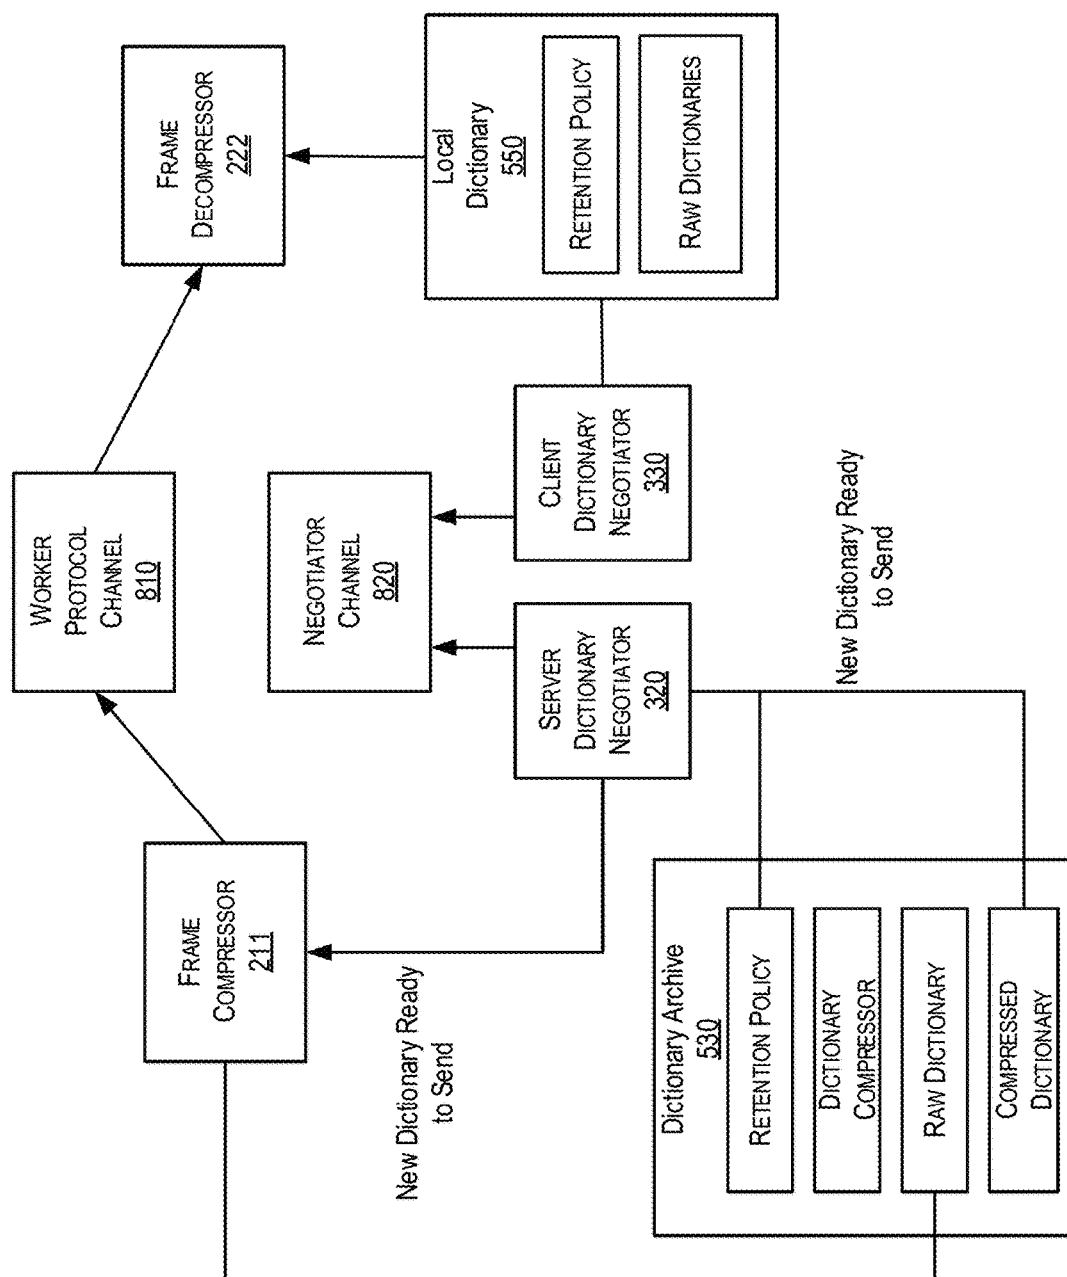 FRAME
COMPRESSOR
211
WORKER
PROTOCOL
CHANNEL
810
FRAME
DECOMPRESSOR
222
NEGOTIATOR
CHANNEL
820
New Dictionary Ready
to Send
SERVER
DICTIONARY
NEGOTIATOR
320
CLIENT
DICTIONARY
NEGOTIATOR
330
Local
Dictionary
550
RETENTION POLICY
RAW DICTIONARIES
Dictionary Archive
530
RETENTION POLICY
DICTIONARY
COMPRESSOR
RAW DICTIONARY
COMPRESSED
DICTIONARY
New Dictionary Ready
to Send